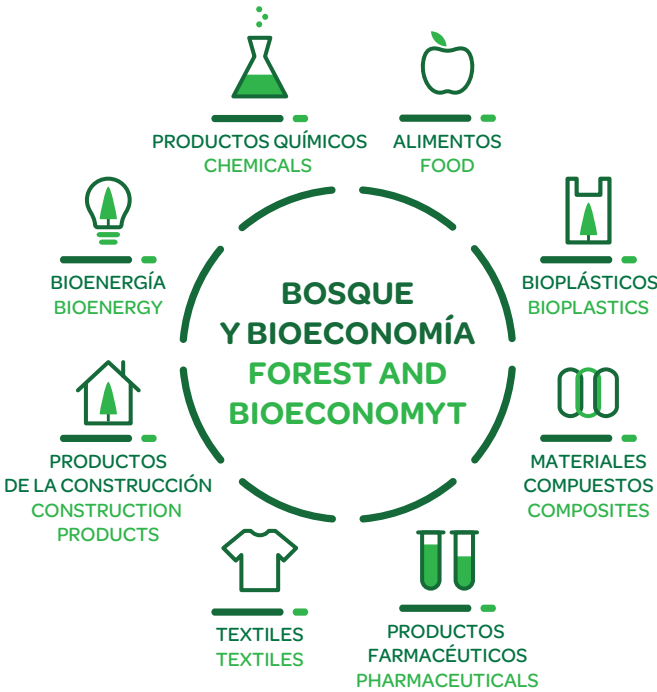 PRODUCTOS QUÍMICOS
CHEMICALS
ALIMENTOS
FOOD
BIOENERGÍA
BIOENERGY
BIOPLÁSTICOS
BIOPLASTICS
BOSQUE
Y BIOECONOMÍA
FOREST AND
BIOECONOMYT
PRODUCTOS
DE LA CONSTRUCCIÓN
CONSTRUCTION
PRODUCTS
MATERIALES
COMPUESTOS
COMPOSITES
TEXTILES
TEXTILES
PRODUCTOS
FARMACÉUTICOS
PHARMACEUTICALS